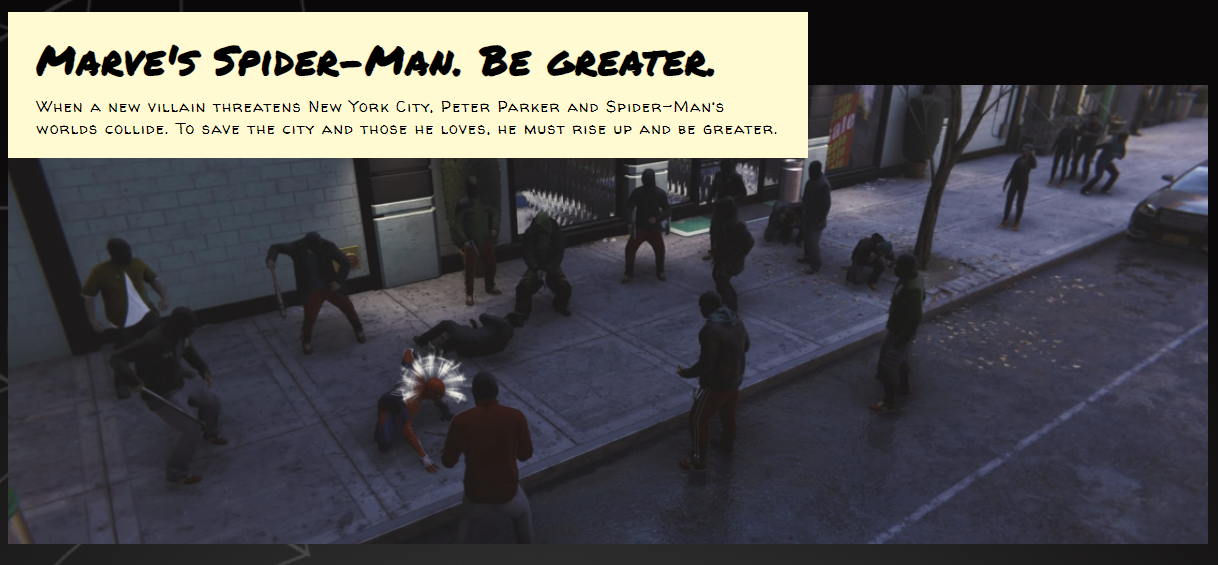 Marve's Spider-Man. Be greater.
When a new villain threatens New York City, Peter Parker and Spider-Man's
worlds collide. To save the city and those he loves, he must rise up and be greater.